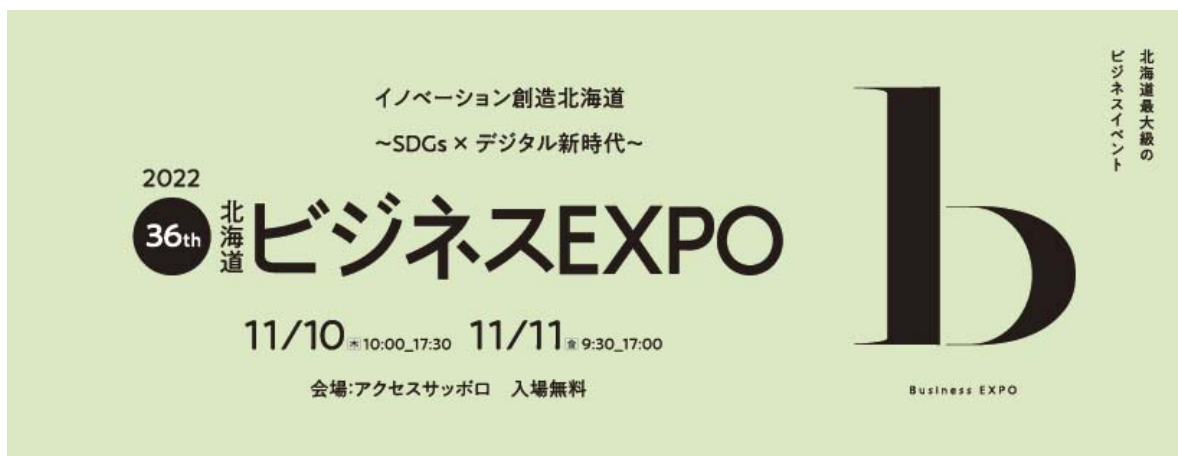 イノベーション創造北海道
~SDGs × デジタル新時代~
2022
36th
北海道
ビジネスEXPO
11/10 木 10:00_17:30 11/11 金 9:30_17:00
会場:アクセスサッポロ 入場無料
北海道最大級の
ビジネスイベント
b
Business EXPO